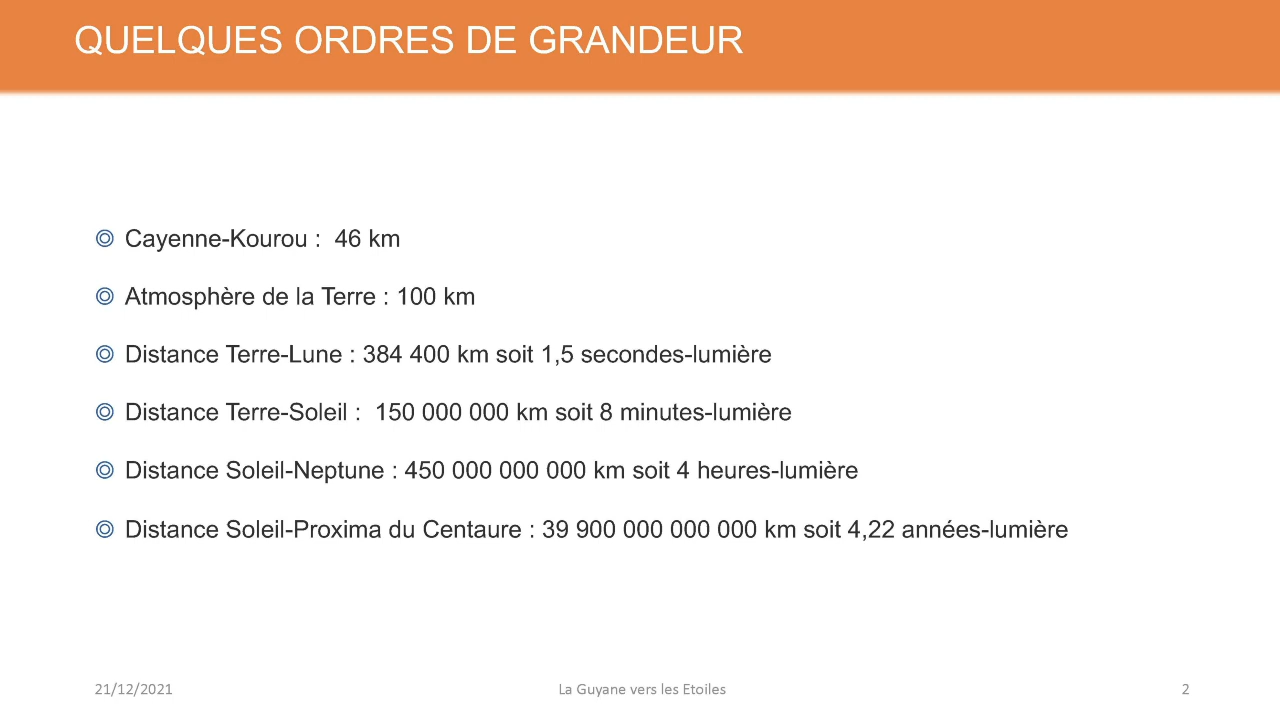 QUELQUES ORDRES DE GRANDEUR
Cayenne-Kourou :  46 km
Atmosphère de la Terre : 100 km
Distance Terre-Lune : 384 400 km soit 1,5 secondes-lumière
Distance Terre-Soleil :  150 000 000 km soit 8 minutes-lumière
Distance Soleil-Neptune : 450 000 000 000 km soit 4 heures-lumière
Distance Soleil-Proxima du Centaure : 39 900 000 000 000 km soit 4,22 années-lumière
21/12/2021
La Guyane vers les Etoiles
2